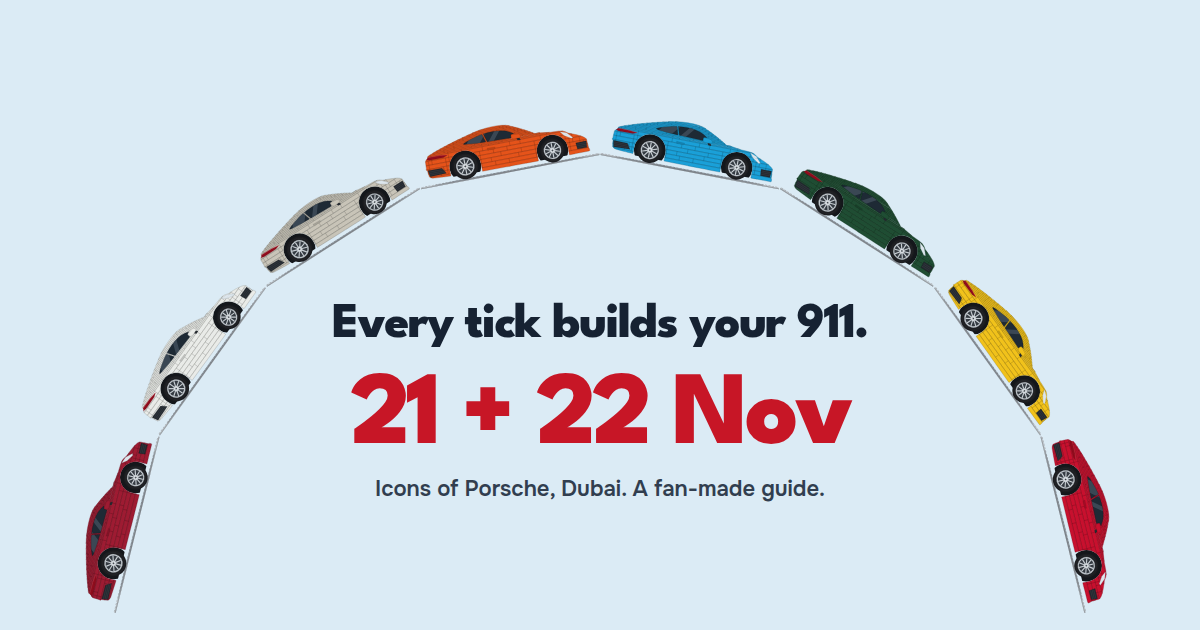 Every tick builds your 911.
21 + 22 Nov
Icons of Porsche, Dubai. A fan-made guide.